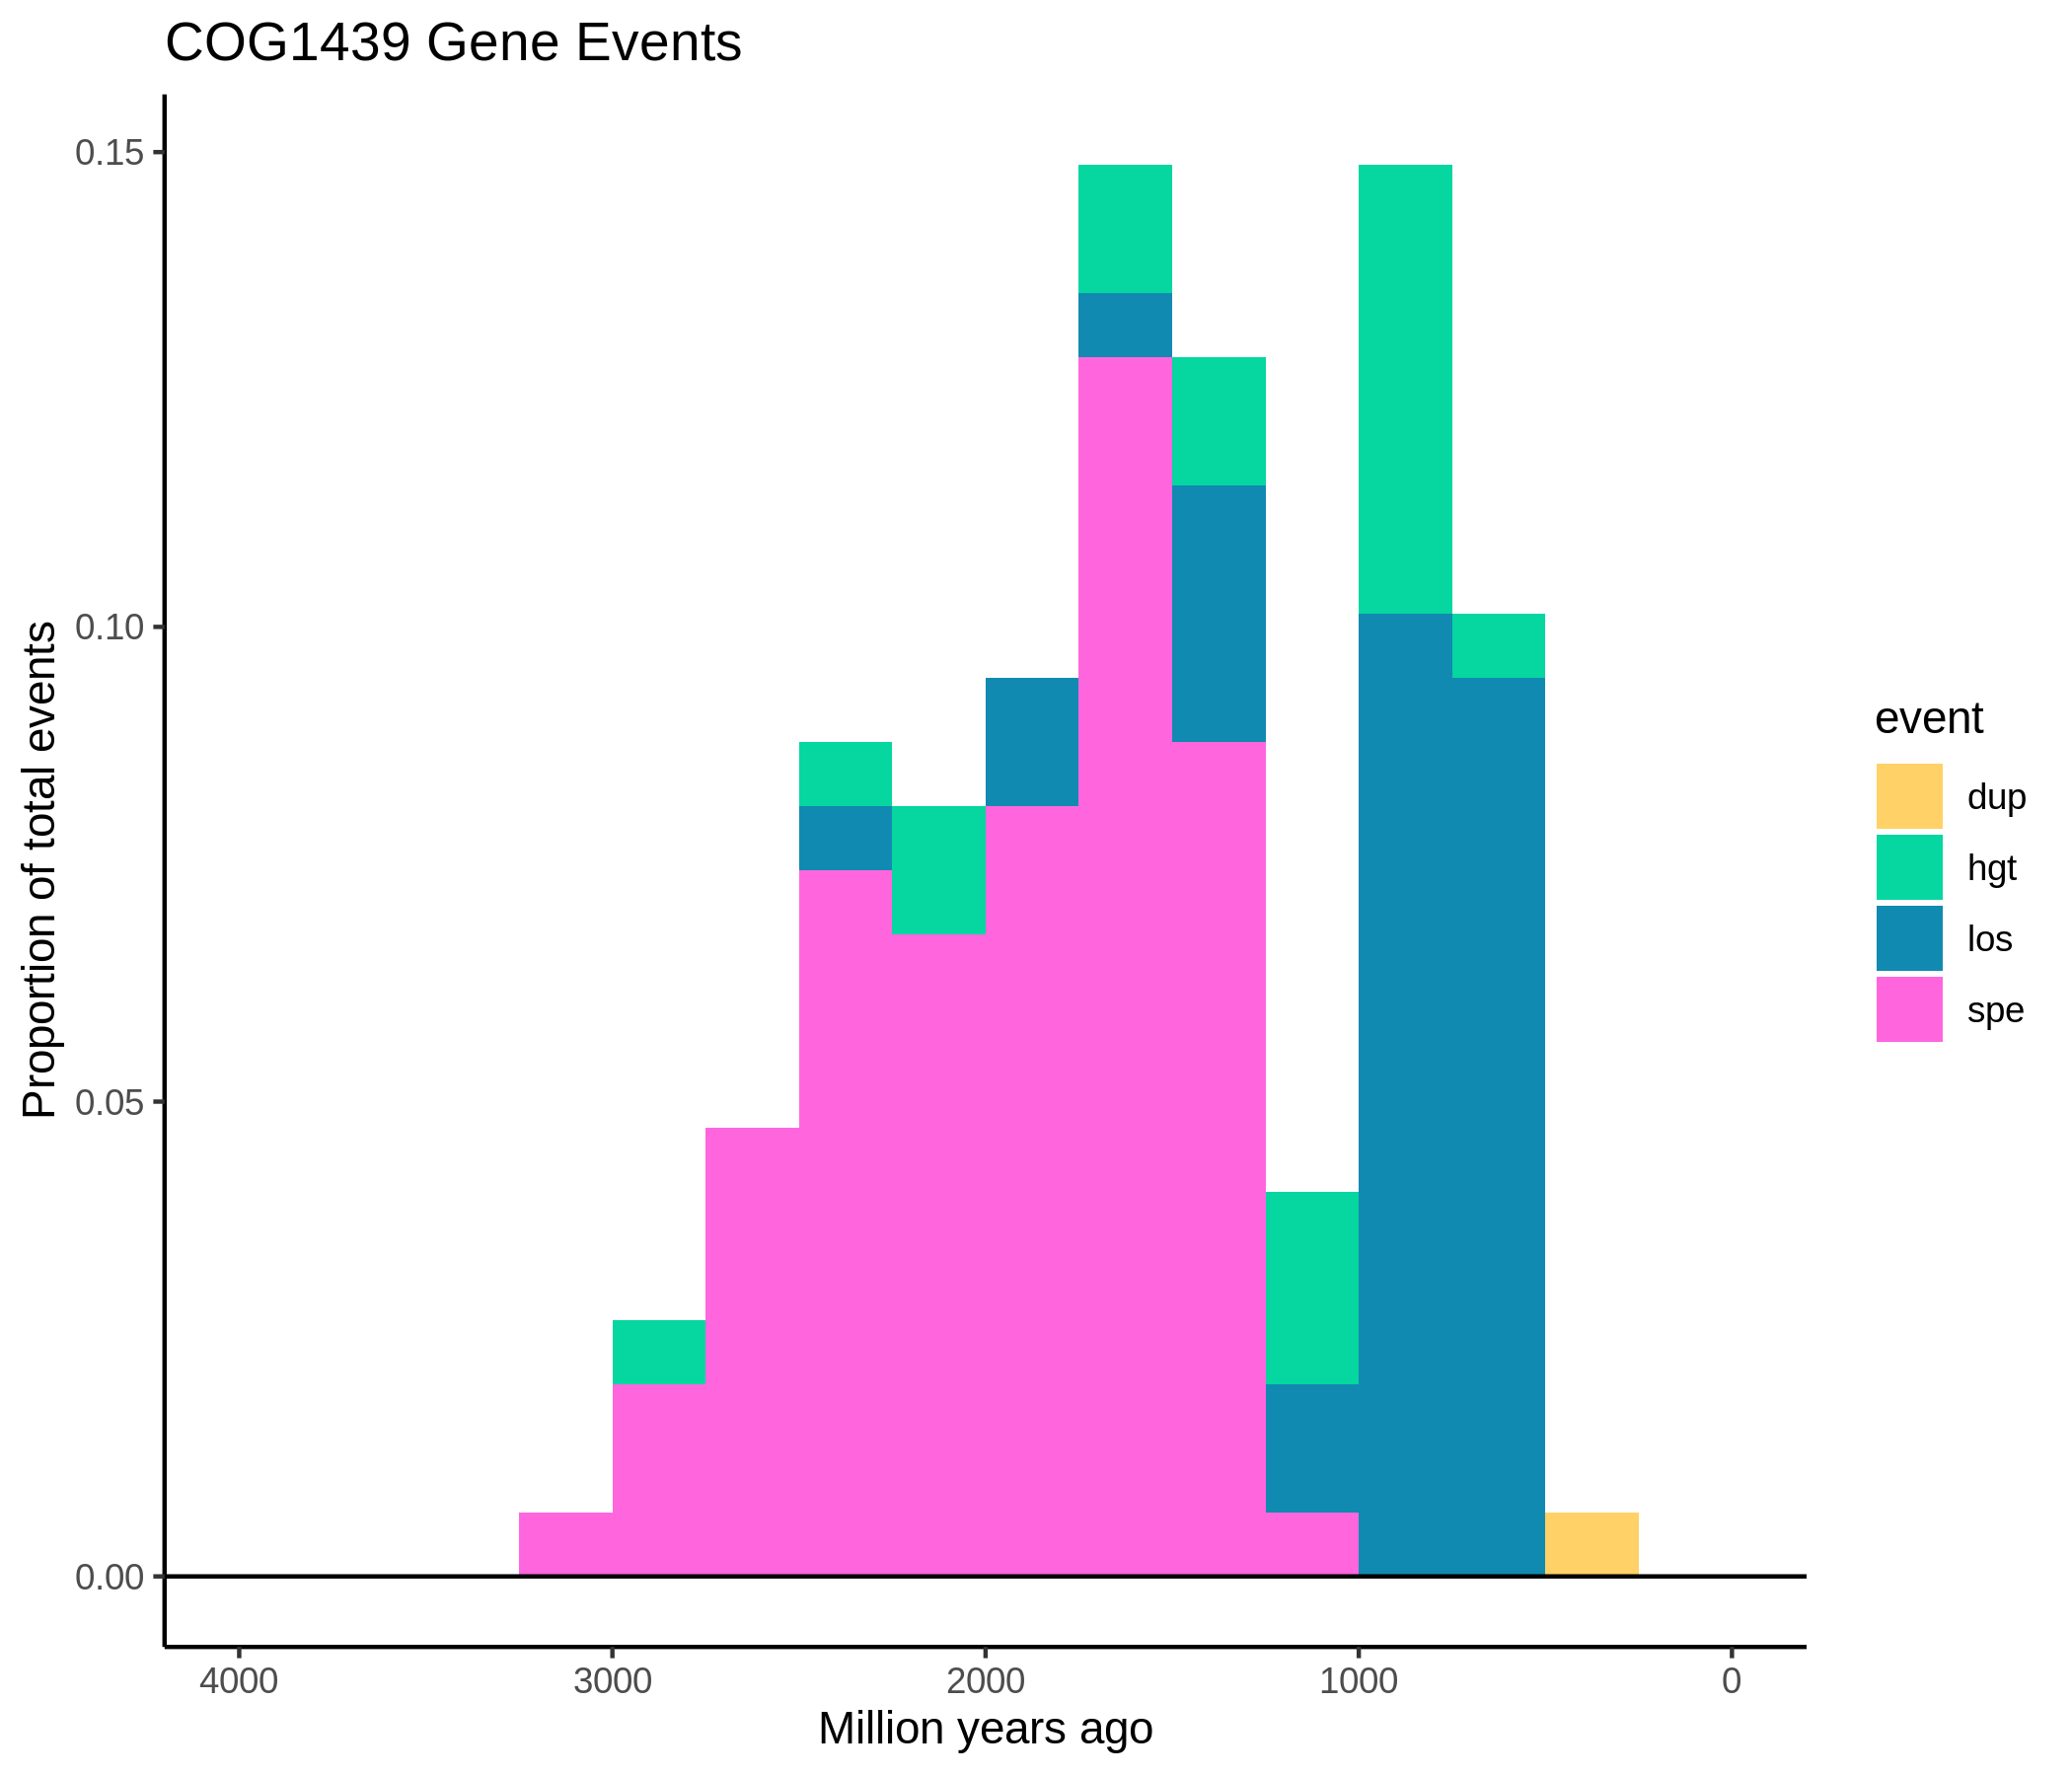 COG1439 Gene Events
Proportion of total events
0.15
0.10
0.05
0.00
4000 3000 2000 1000 0
Million years ago
event
dup
hgt
los
spe